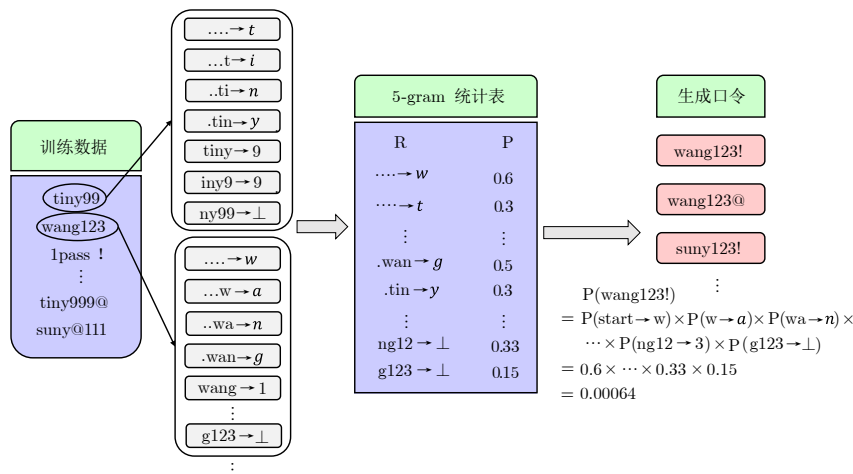 训练数据
tiny99
wang123
1pass !
⋮
tiny999@
suny@111
....→t
...t→i
..ti→n
.tin→y
tiny→9
iny9→9
ny99→⊥
....→w
...w→a
..wa→n
.wan→g
wang→1
⋮
g123→⊥
⋮
5-gram 统计表
R P
····→w 0.6
····→t 0.3
⋮ ⋮
.wan→g 0.5
.tin→y 0.3
⋮ ⋮
ng12→⊥ 0.33
g123→⊥ 0.15
生成口令
wang123!
wang123@
suny123!
⋮
P(wang123!)
= P(start→w)×P(w→a)×P(wa→n)×
⋯×P(ng12→3)×P(g123→⊥)
= 0.6×⋯×0.33×0.15
= 0.00064